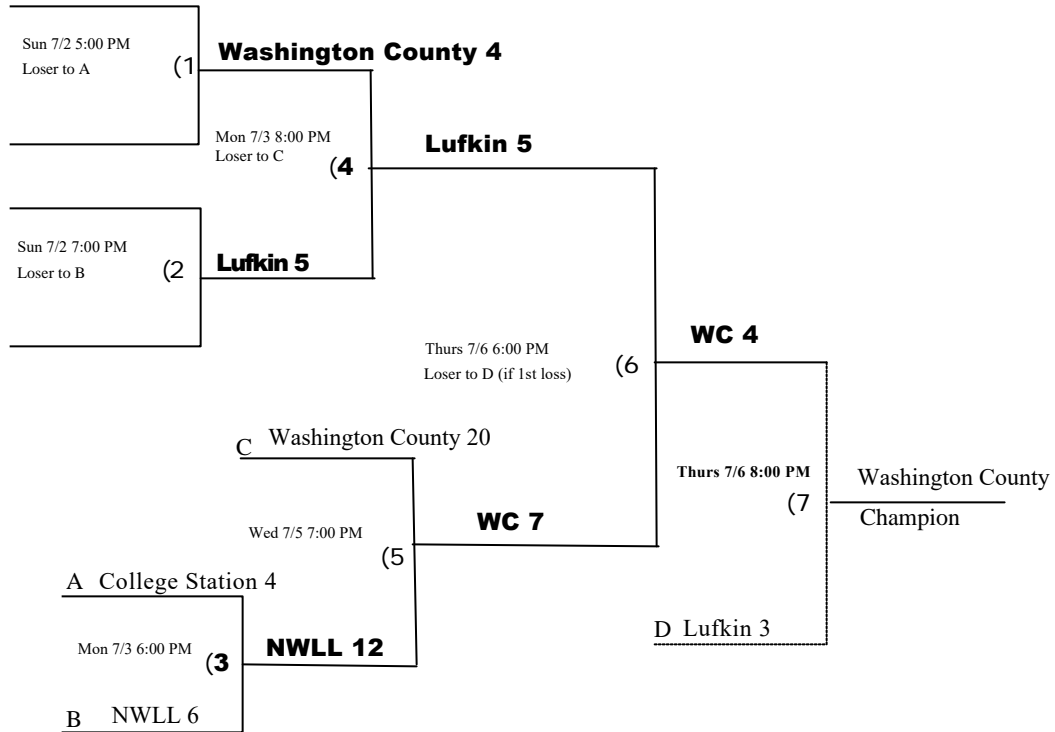 Sun 7/2 5:00 PM
Loser to A
(1
Washington County 4
Mon 7/3 8:00 PM
Loser to C
(4
Lufkin 5
Sun 7/2 7:00 PM
Loser to B
(2
Lufkin 5
Thurs 7/6 6:00 PM
Loser to D (if 1st loss)
(6
WC 4
C Washington County 20
Thurs 7/6 8:00 PM
(7
Washington County
Champion
Wed 7/5 7:00 PM
(5
WC 7
A College Station 4
Mon 7/3 6:00 PM
(3
NWLL 12
D Lufkin 3
B NWLL 6